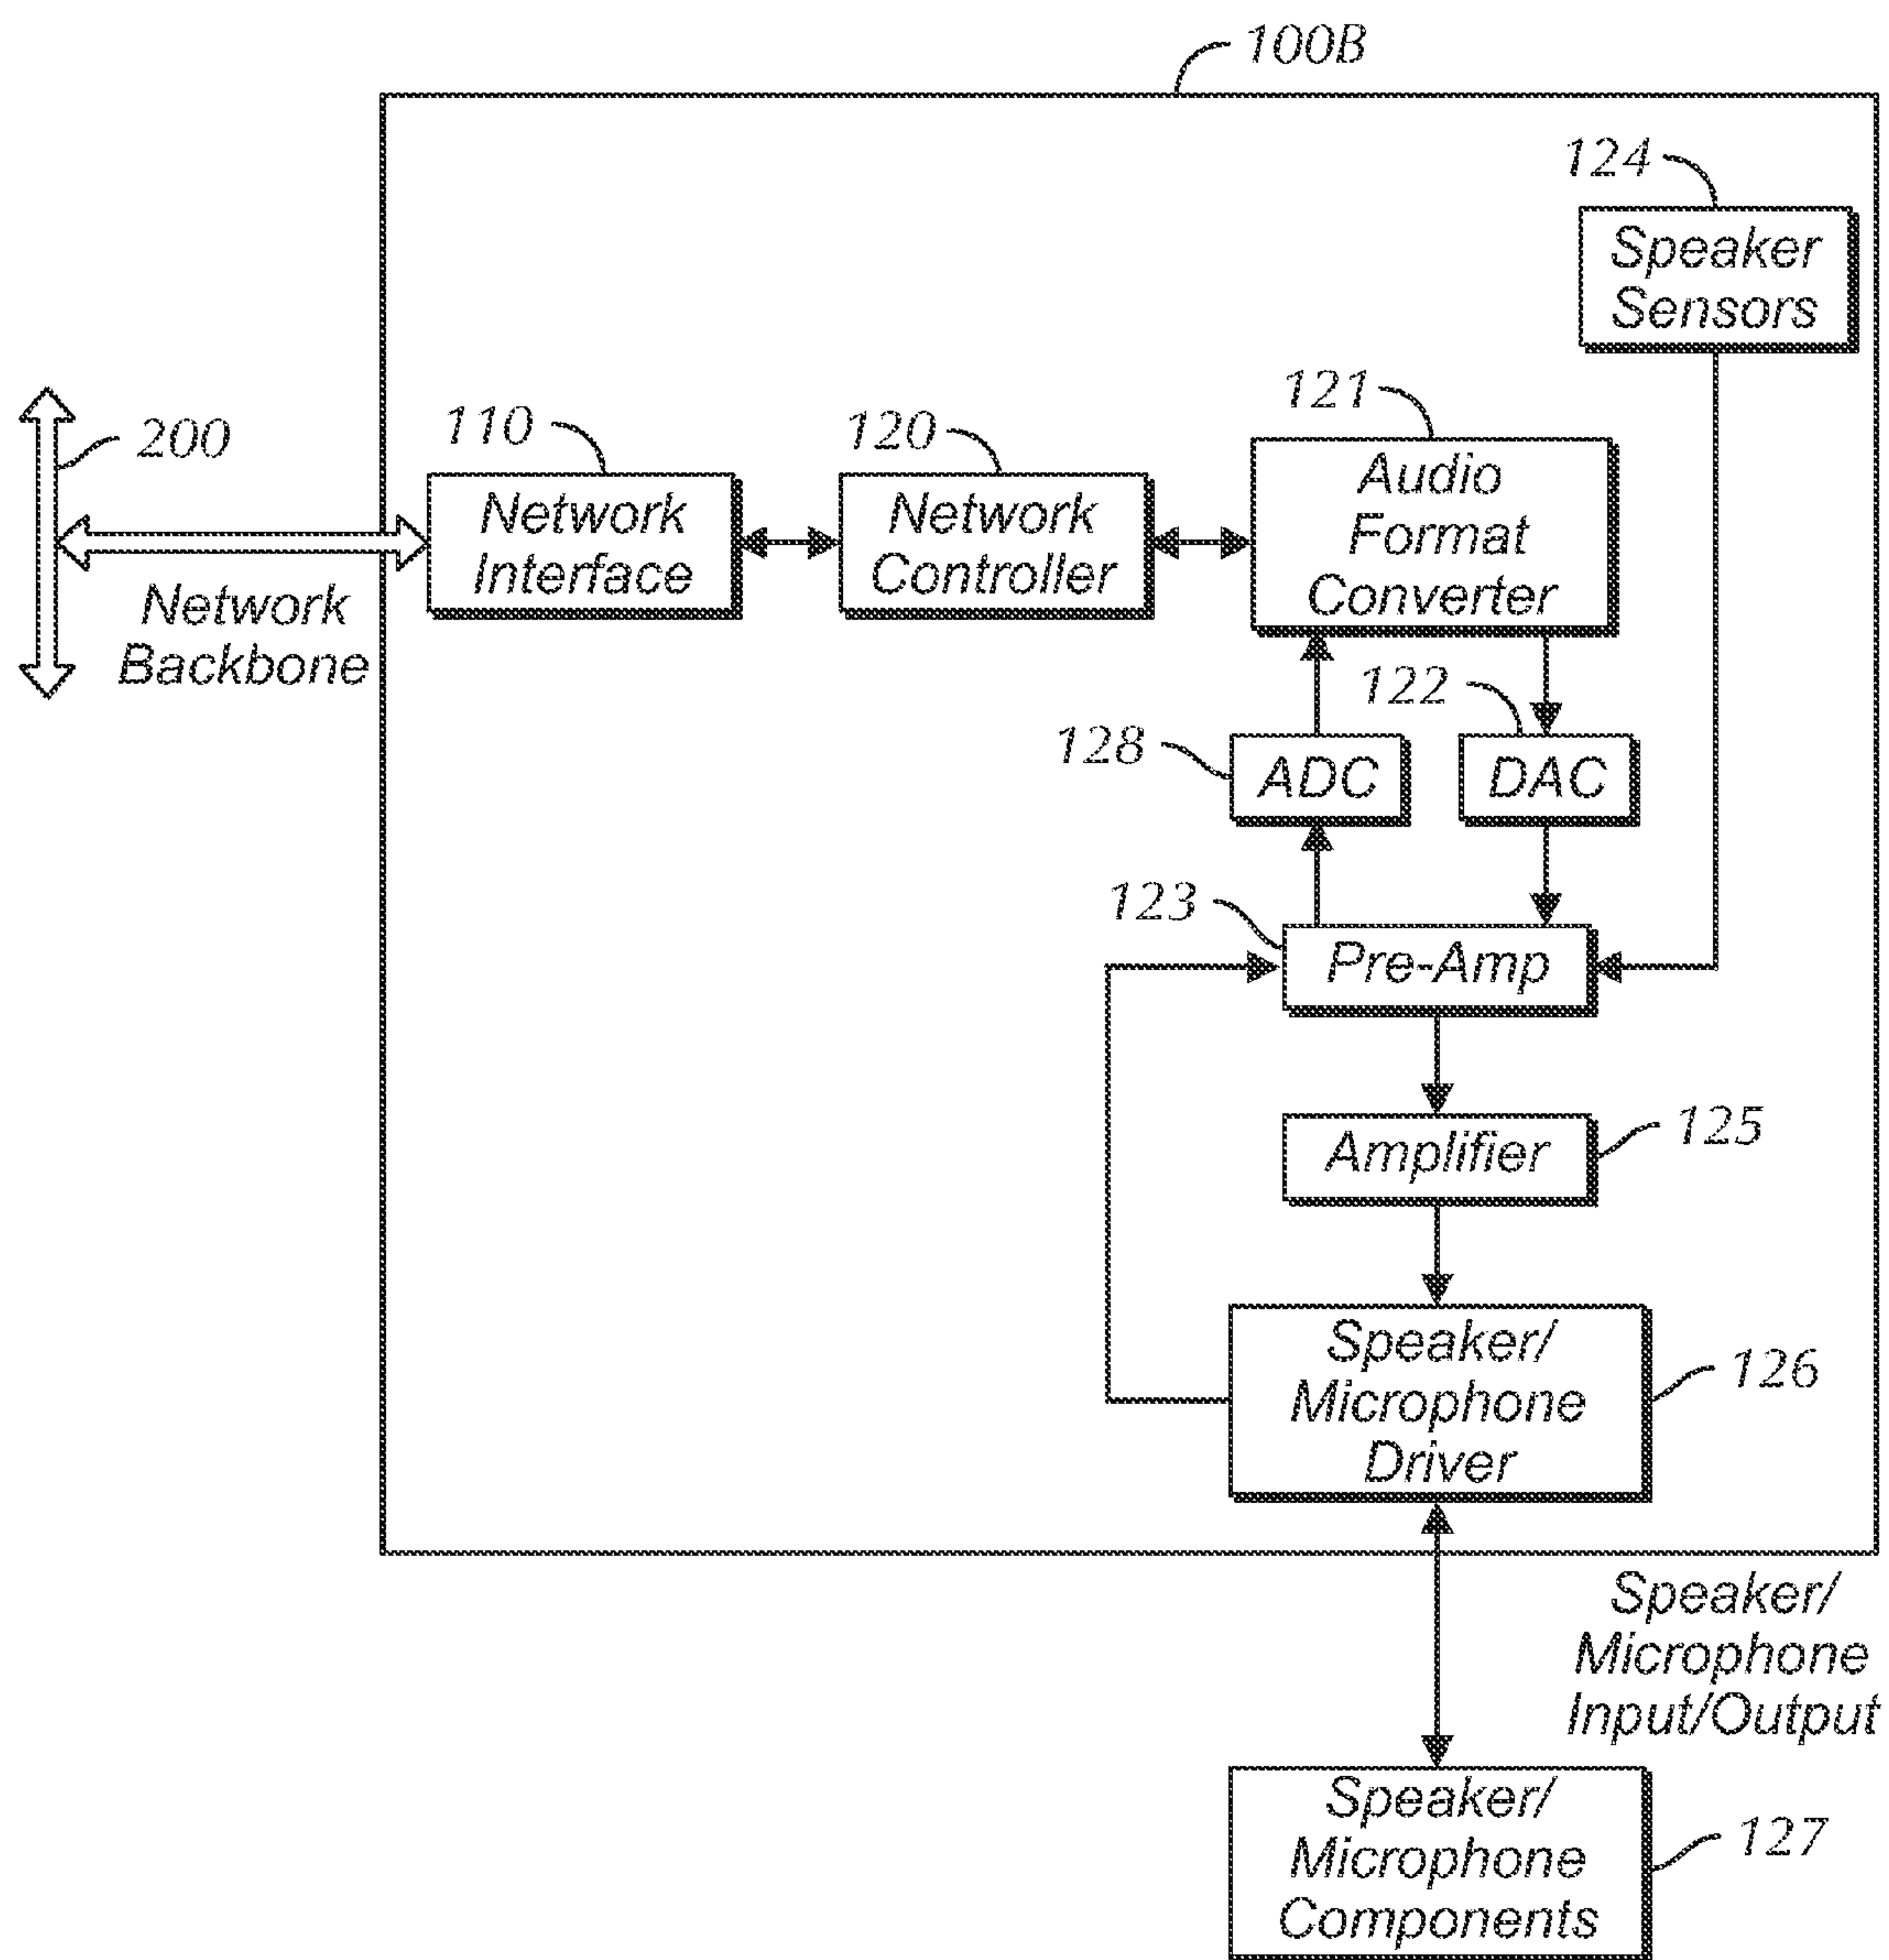 100B
124
Speaker
Sensors
200
Network
Backbone
110
Network
Interface
120
Network
Controller
121
Audio
Format
Converter
128
ADC
122
DAC
123
Pre-Amp
Amplifier
125
Speaker/
Microphone
Driver
126
Speaker/
Microphone
Input/Output
Speaker/
Microphone
Components
127